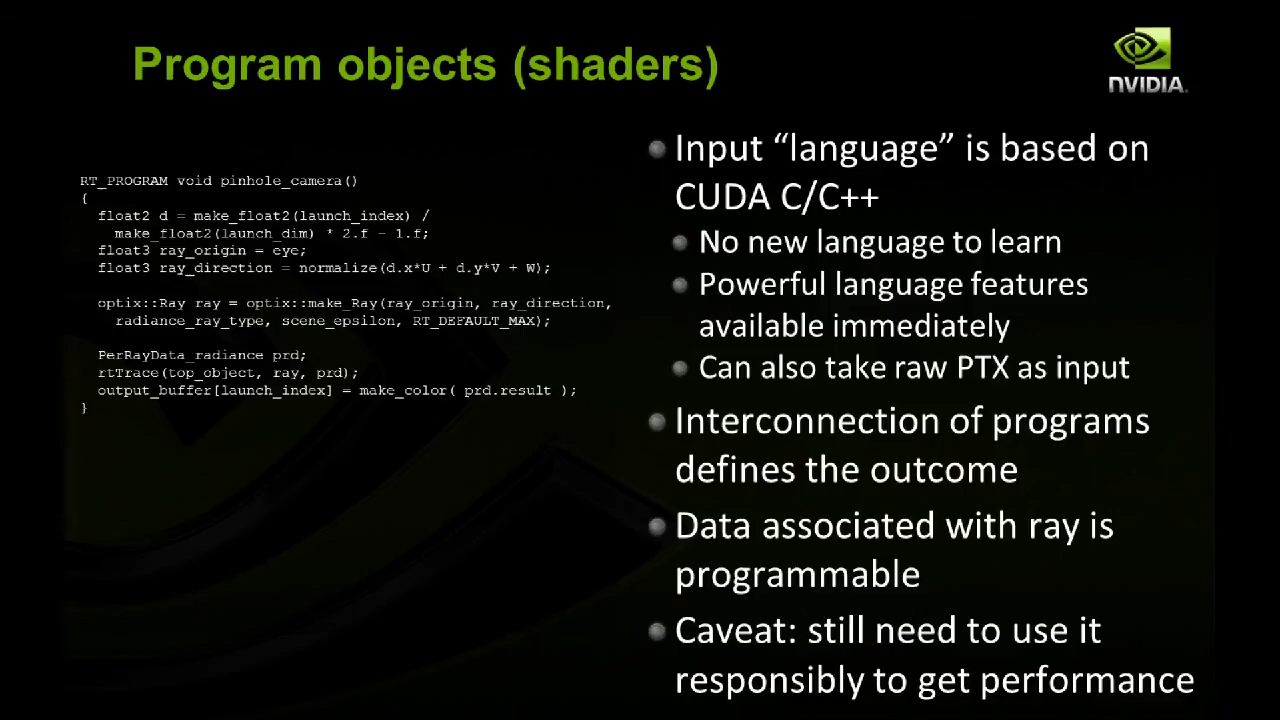 Program objects (shaders)
NVIDIA.
RT_PROGRAM void pinhole_camera()
{
  float2 d = make_float2(launch_index) /
    make_float2(launch_dim) * 2.f - 1.f;
  float3 ray_origin = eye;
  float3 ray_direction = normalize(d.x*U + d.y*V + W);
  optix::Ray ray = optix::make_Ray(ray_origin, ray_direction,
    radiance_ray_type, scene_epsilon, RT_DEFAULT_MAX);
  PerRayData_radiance prd;
  rtTrace(top_object, ray, prd);
  output_buffer[launch_index] = make_color( prd.result );
}
Input “language” is based on
CUDA C/C++
No new language to learn
Powerful language features
available immediately
Can also take raw PTX as input
Interconnection of programs
defines the outcome
Data associated with ray is
programmable
Caveat: still need to use it
responsibly to get performance